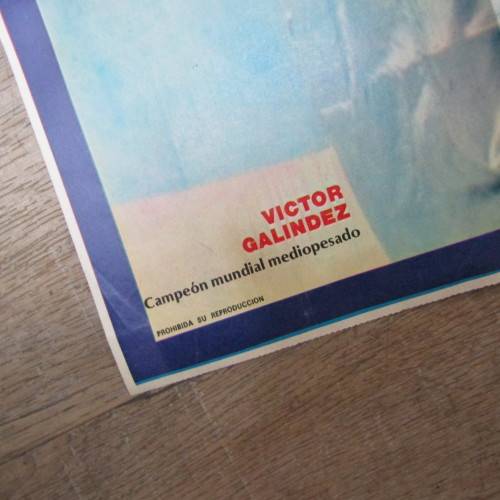 VICTOR
GALINDEZ
Campeón mundial mediopesado
PROHIBIDA SU REPRODUCCION